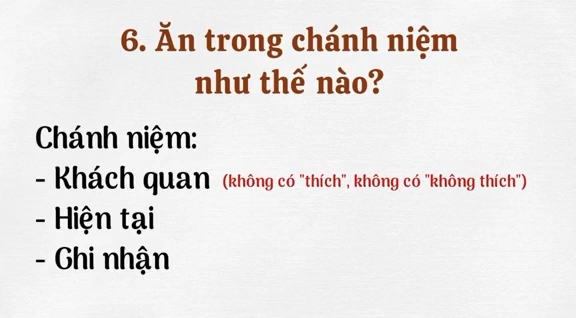 6. Ăn trong chánh niệm
như thế nào?
Chánh niệm:
- Khách quan (không có "thích", không có "không thích")
- Hiện tại
- Ghi nhận